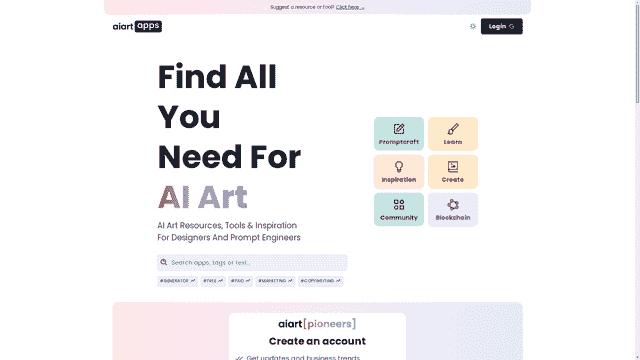 Suggest a resource or tool? Click here →
aiart apps
Login
Find All
You
Need For
AI Art
AI Art Resources, Tools & Inspiration
For Designers And Prompt Engineers
Search apps, tags or text...
#GENERATOR #FREE #PAID #MARKETING #COPYWRITING
Promptcraft Learn
Inspiration Create
Community Blockchain
aiart[pioneers]
Create an account
Get updates and business trends